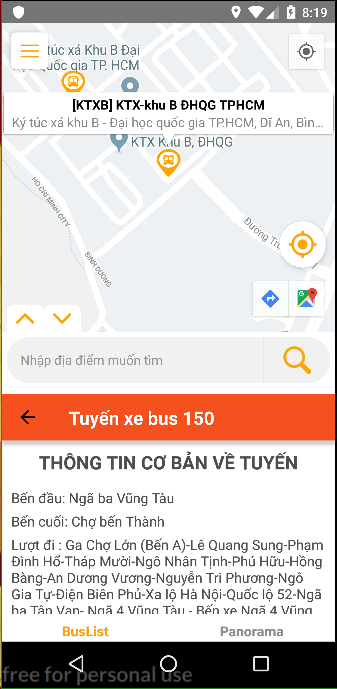 8:19
túc xá Khu B Đại
học Quốc gia TP. HCM
[KTXB] KTX-khu B ĐHQG TPHCM
Ký túc xá khu B - Đại học quốc gia TP.HCM, Dĩ An, Bìn...
KTX Khu B, ĐHQG
HO CHI MINH CITY
BINH DUONG
Đường Tr
Nhập địa điểm muốn tìm
Tuyến xe bus 150
THÔNG TIN CƠ BẢN VỀ TUYẾN
Bến đầu: Ngã ba Vũng Tàu
Bến cuối: Chợ bến Thành
Lượt đi : Ga Chợ Lớn (Bến A)-Lê Quang Sung-Phạm
Đình Hổ-Tháp Mười-Ngô Nhân Tịnh-Phú Hữu-Hồng
Bàng-An Dương Vương-Nguyễn Tri Phương-Ngô
Gia Tự-Điện Biên Phủ-Xa lộ Hà Nội-Quốc lộ 52-Ngã
ba Tân Vạn- Ngã 4 Vũng Tàu - Bến xe Ngã 4 Vũng
BusList Panorama
free for personal use